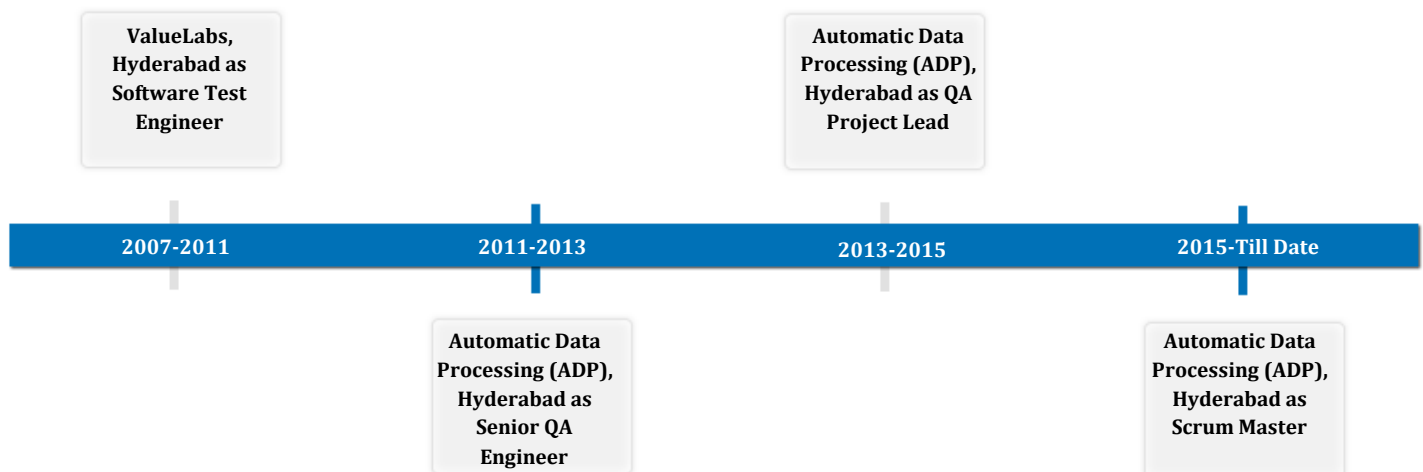 ValueLabs,
Hyderabad as
Software Test
Engineer
Automatic Data
Processing (ADP),
Hyderabad as QA
Project Lead
2007-2011
2011-2013
2013-2015
2015-Till Date
Automatic Data
Processing (ADP),
Hyderabad as
Senior QA
Engineer
Automatic Data
Processing (ADP),
Hyderabad as
Scrum Master